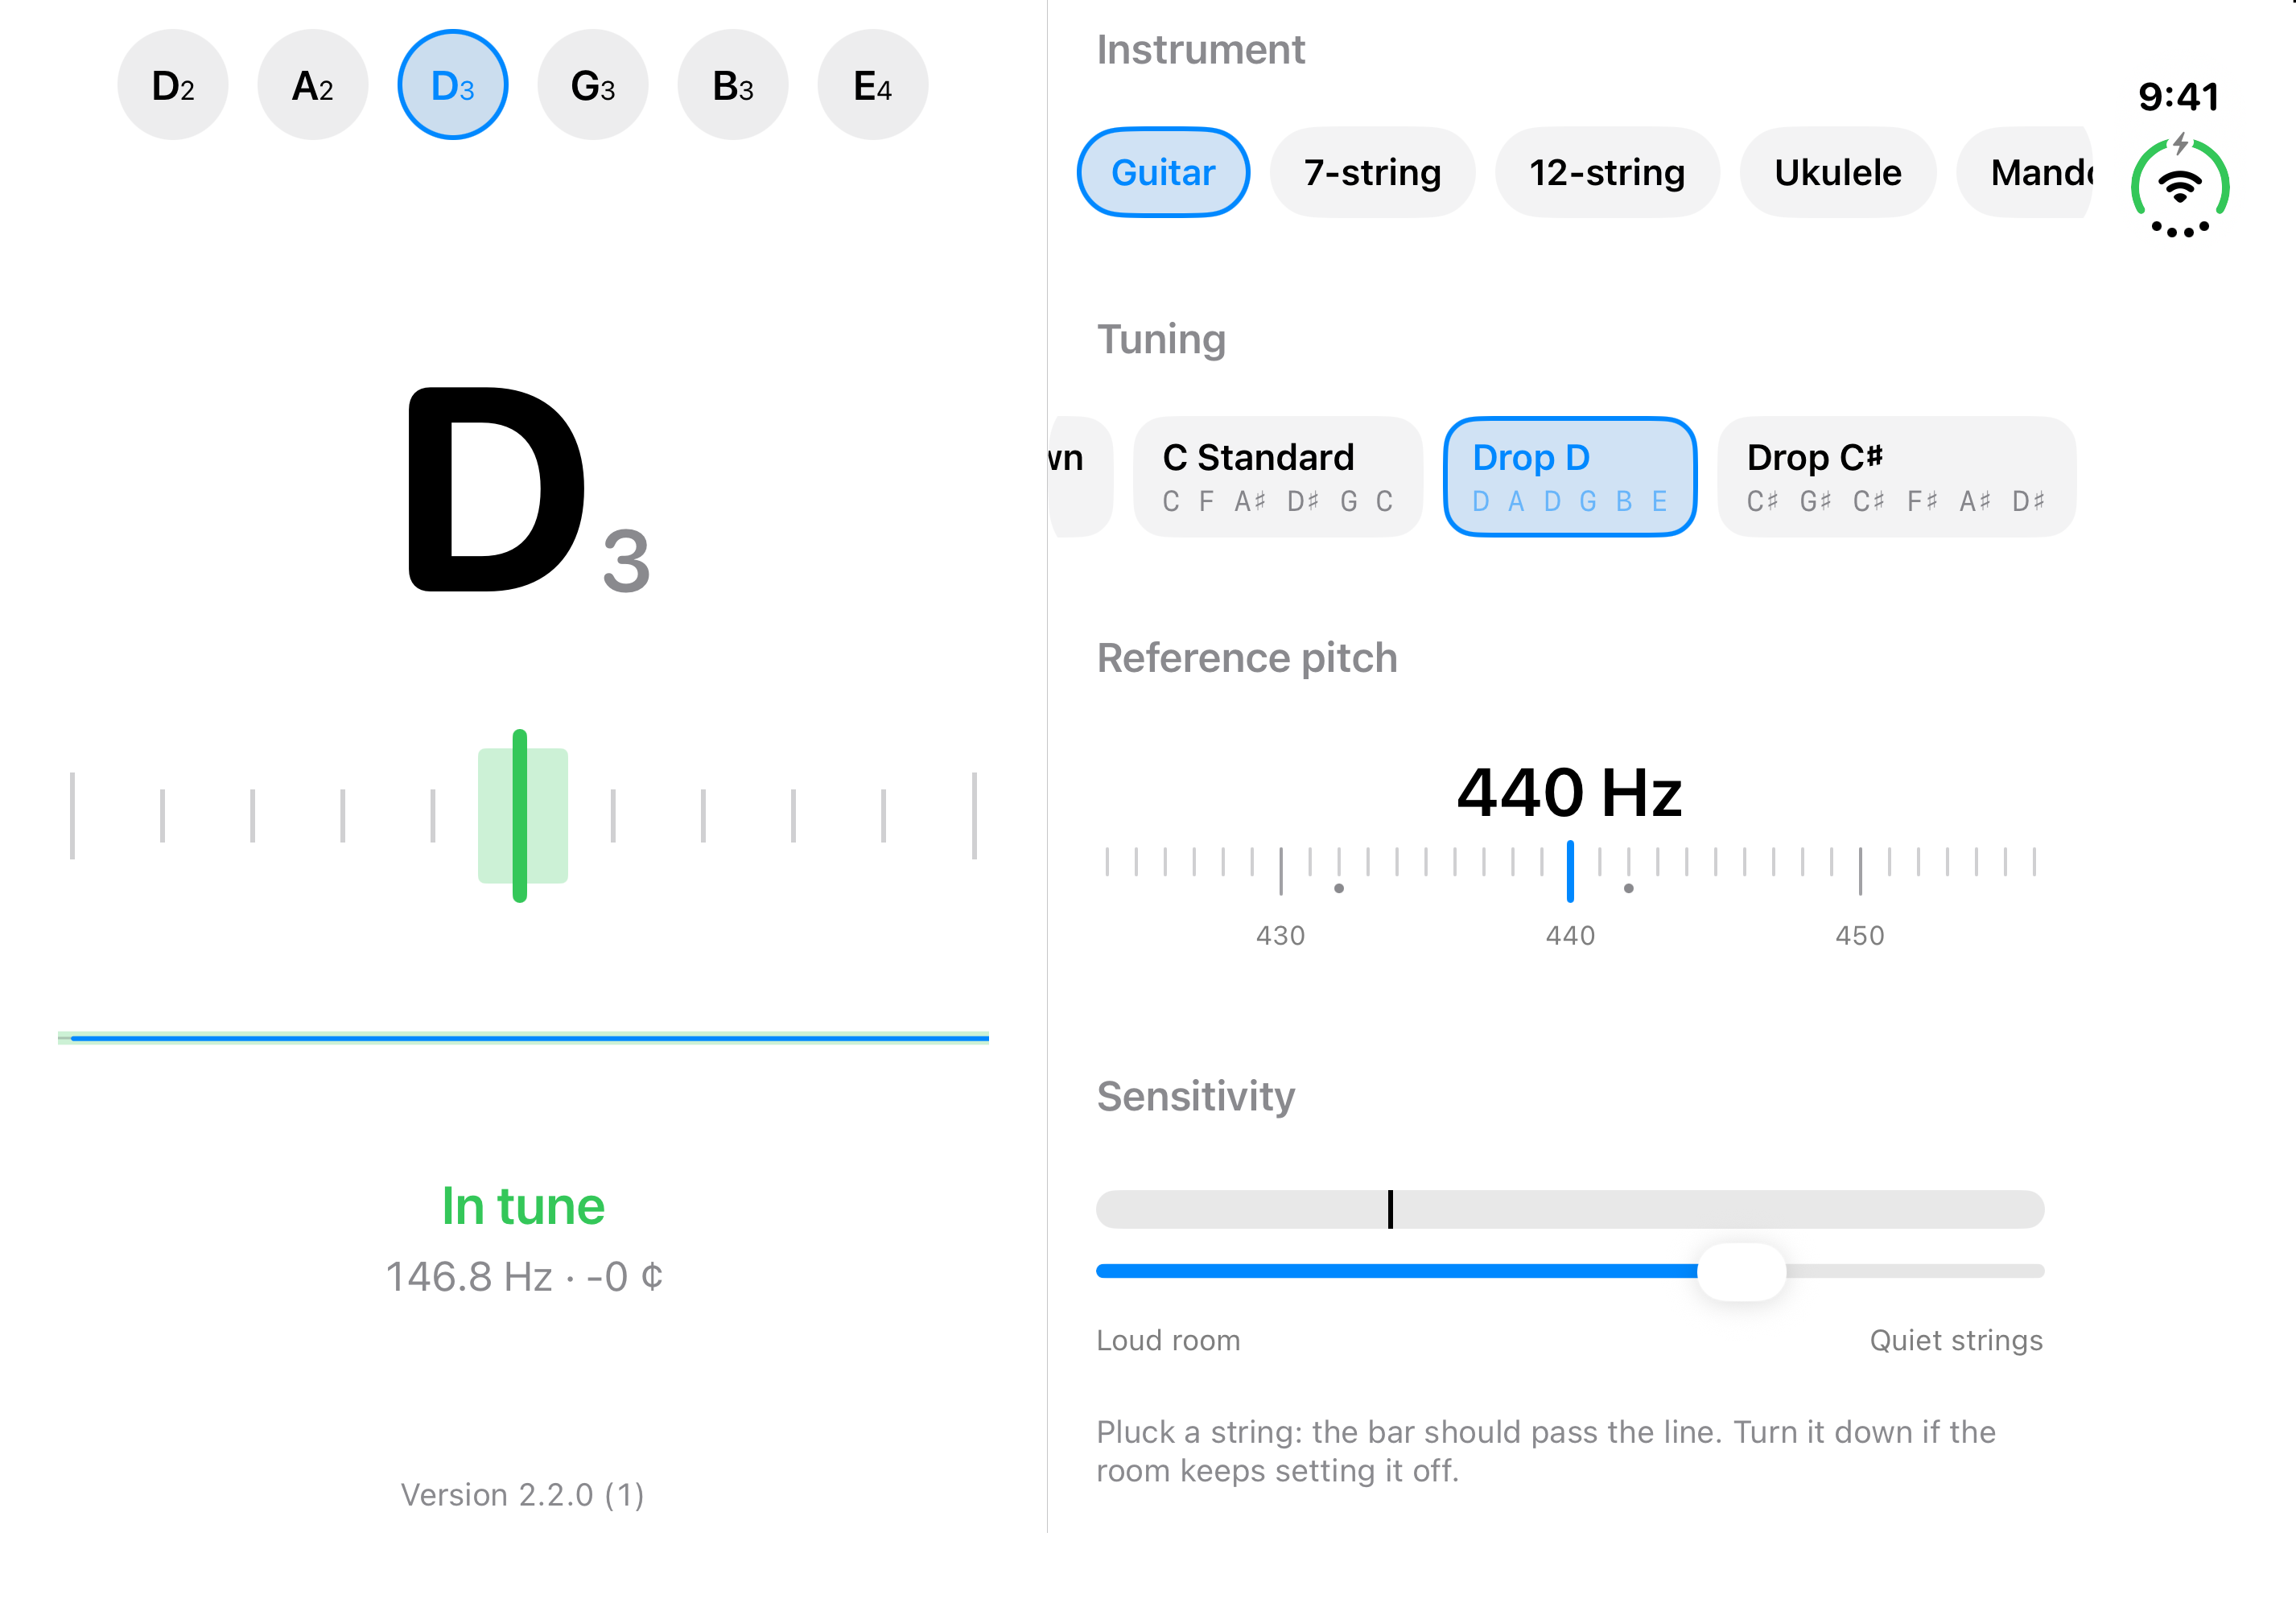 D2 A2 D3 G3 B3 E4
D3
In tune
146.8 Hz · -0 ¢
Version 2.2.0 (1)
Instrument
9:41
Guitar 7-string 12-string Ukulele
Tuning
C Standard
C F A♯ D♯ G C
Drop D
D A D G B E
Drop C♯
C♯ G♯ C♯ F♯ A♯ D♯
Reference pitch
440 Hz
430 440 450
Sensitivity
Loud room Quiet strings
Pluck a string: the bar should pass the line. Turn it down if the
room keeps setting it off.